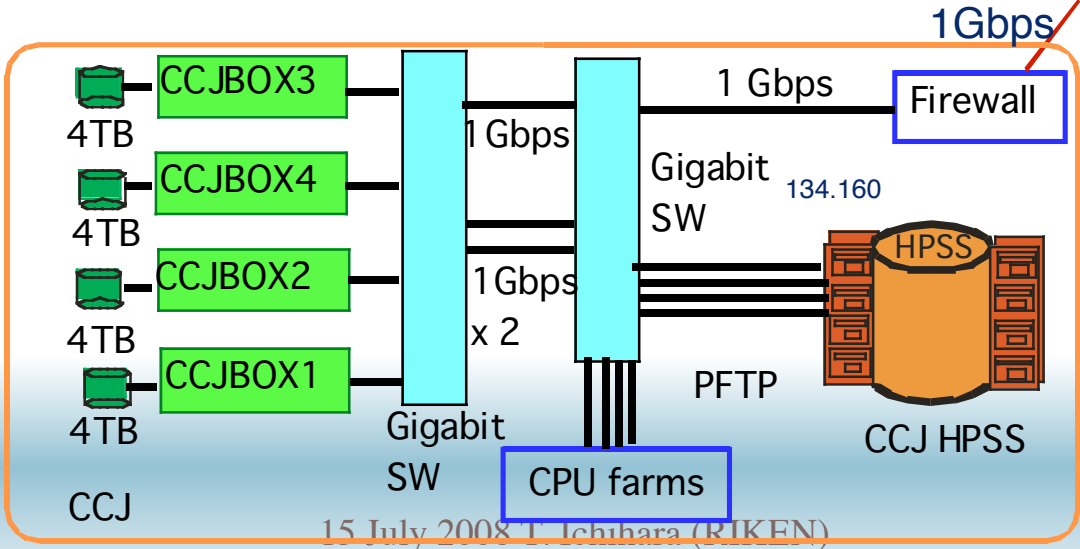 1Gbps
CCJBOX3
4TB
1Gbps
1 Gbps
Firewall
CCJBOX4
4TB
Gigabit
SW
134.160
HPSS
CCJBOX2
4TB
1Gbps
x 2
CCJBOX1
4TB
PFTP
Gigabit
SW
CCJ HPSS
CPU farms
CCJ
15 July 2008 T. Ichihara (RIKEN)